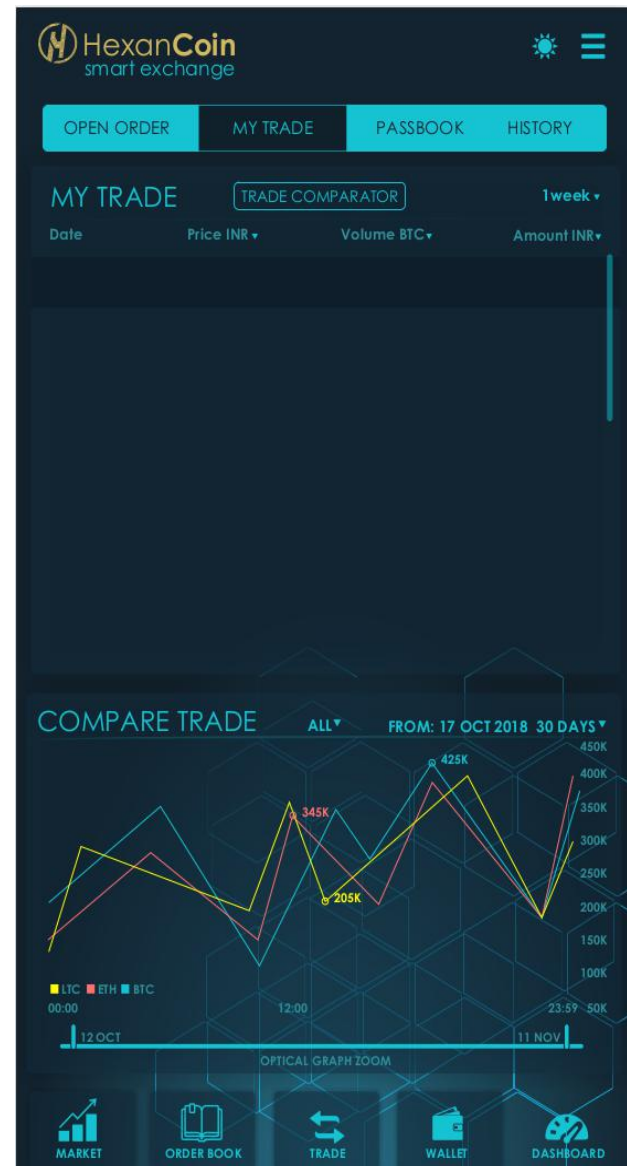 HexanCoin
smart exchange
OPEN ORDER MY TRADE PASSBOOK HISTORY
MY TRADE TRADE COMPARATOR 1week ▾
Date Price INR ▾ Volume BTC▾ Amount INR▾
COMPARE TRADE ALL▾ FROM: 17 OCT 2018 30 DAYS▾
450K
425K
400K
350K
345K
300K
250K
205K
200K
150K
100K
LTC ETH BTC
00:00 12:00 23:59 50K
12 OCT 11 NOV
OPTICAL GRAPH ZOOM
MARKET ORDER BOOK TRADE WALLET DASHBOARD